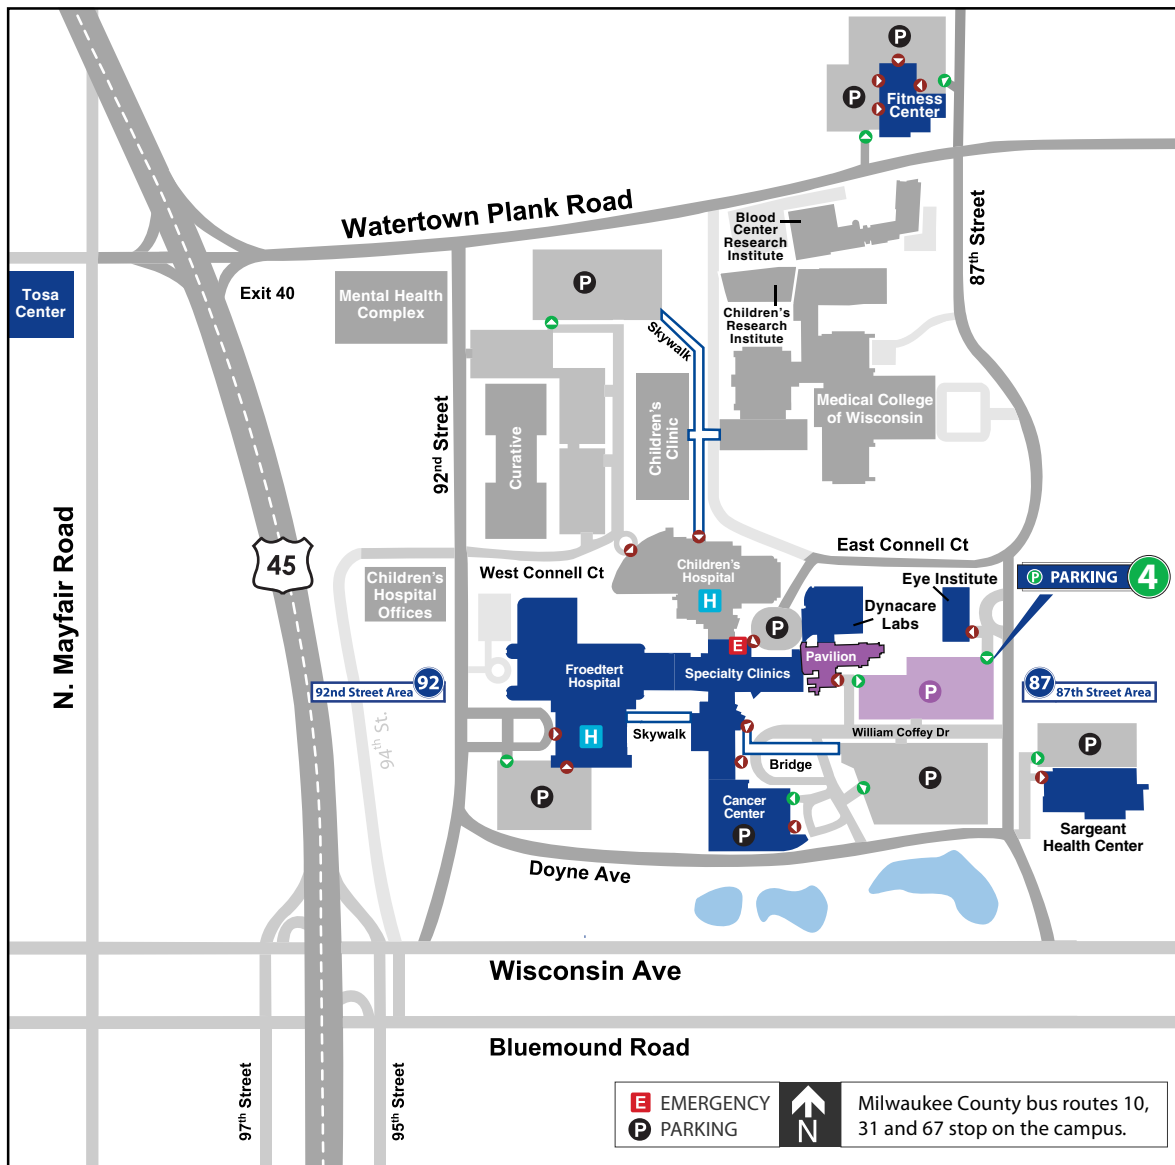 P
P
Fitness
Center
Watertown Plank Road
87th Street
Blood
Center
Research
Institute
Tosa
Center
Exit 40
Mental Health
Complex
P
Skywalk
Children's
Research
Institute
92nd Street
Curative
Children's
Clinic
Medical College
of Wisconsin
N. Mayfair Road
45
West Connell Ct
East Connell Ct
Children's
Hospital
H
Children's
Hospital
Offices
Eye Institute
P PARKING 4
Dynacare
Labs
P
E
Pavilion
Froedtert
Hospital
Specialty Clinics
92nd Street Area 92
P
87 87th Street Area
94th St.
H
Skywalk
William Coffey Dr
Bridge
P
P
P
Cancer
Center
P
Sargeant
Health Center
Doyne Ave
Wisconsin Ave
Bluemound Road
97th Street
95th Street
E EMERGENCY
P PARKING
N
Milwaukee County bus routes 10,
31 and 67 stop on the campus.